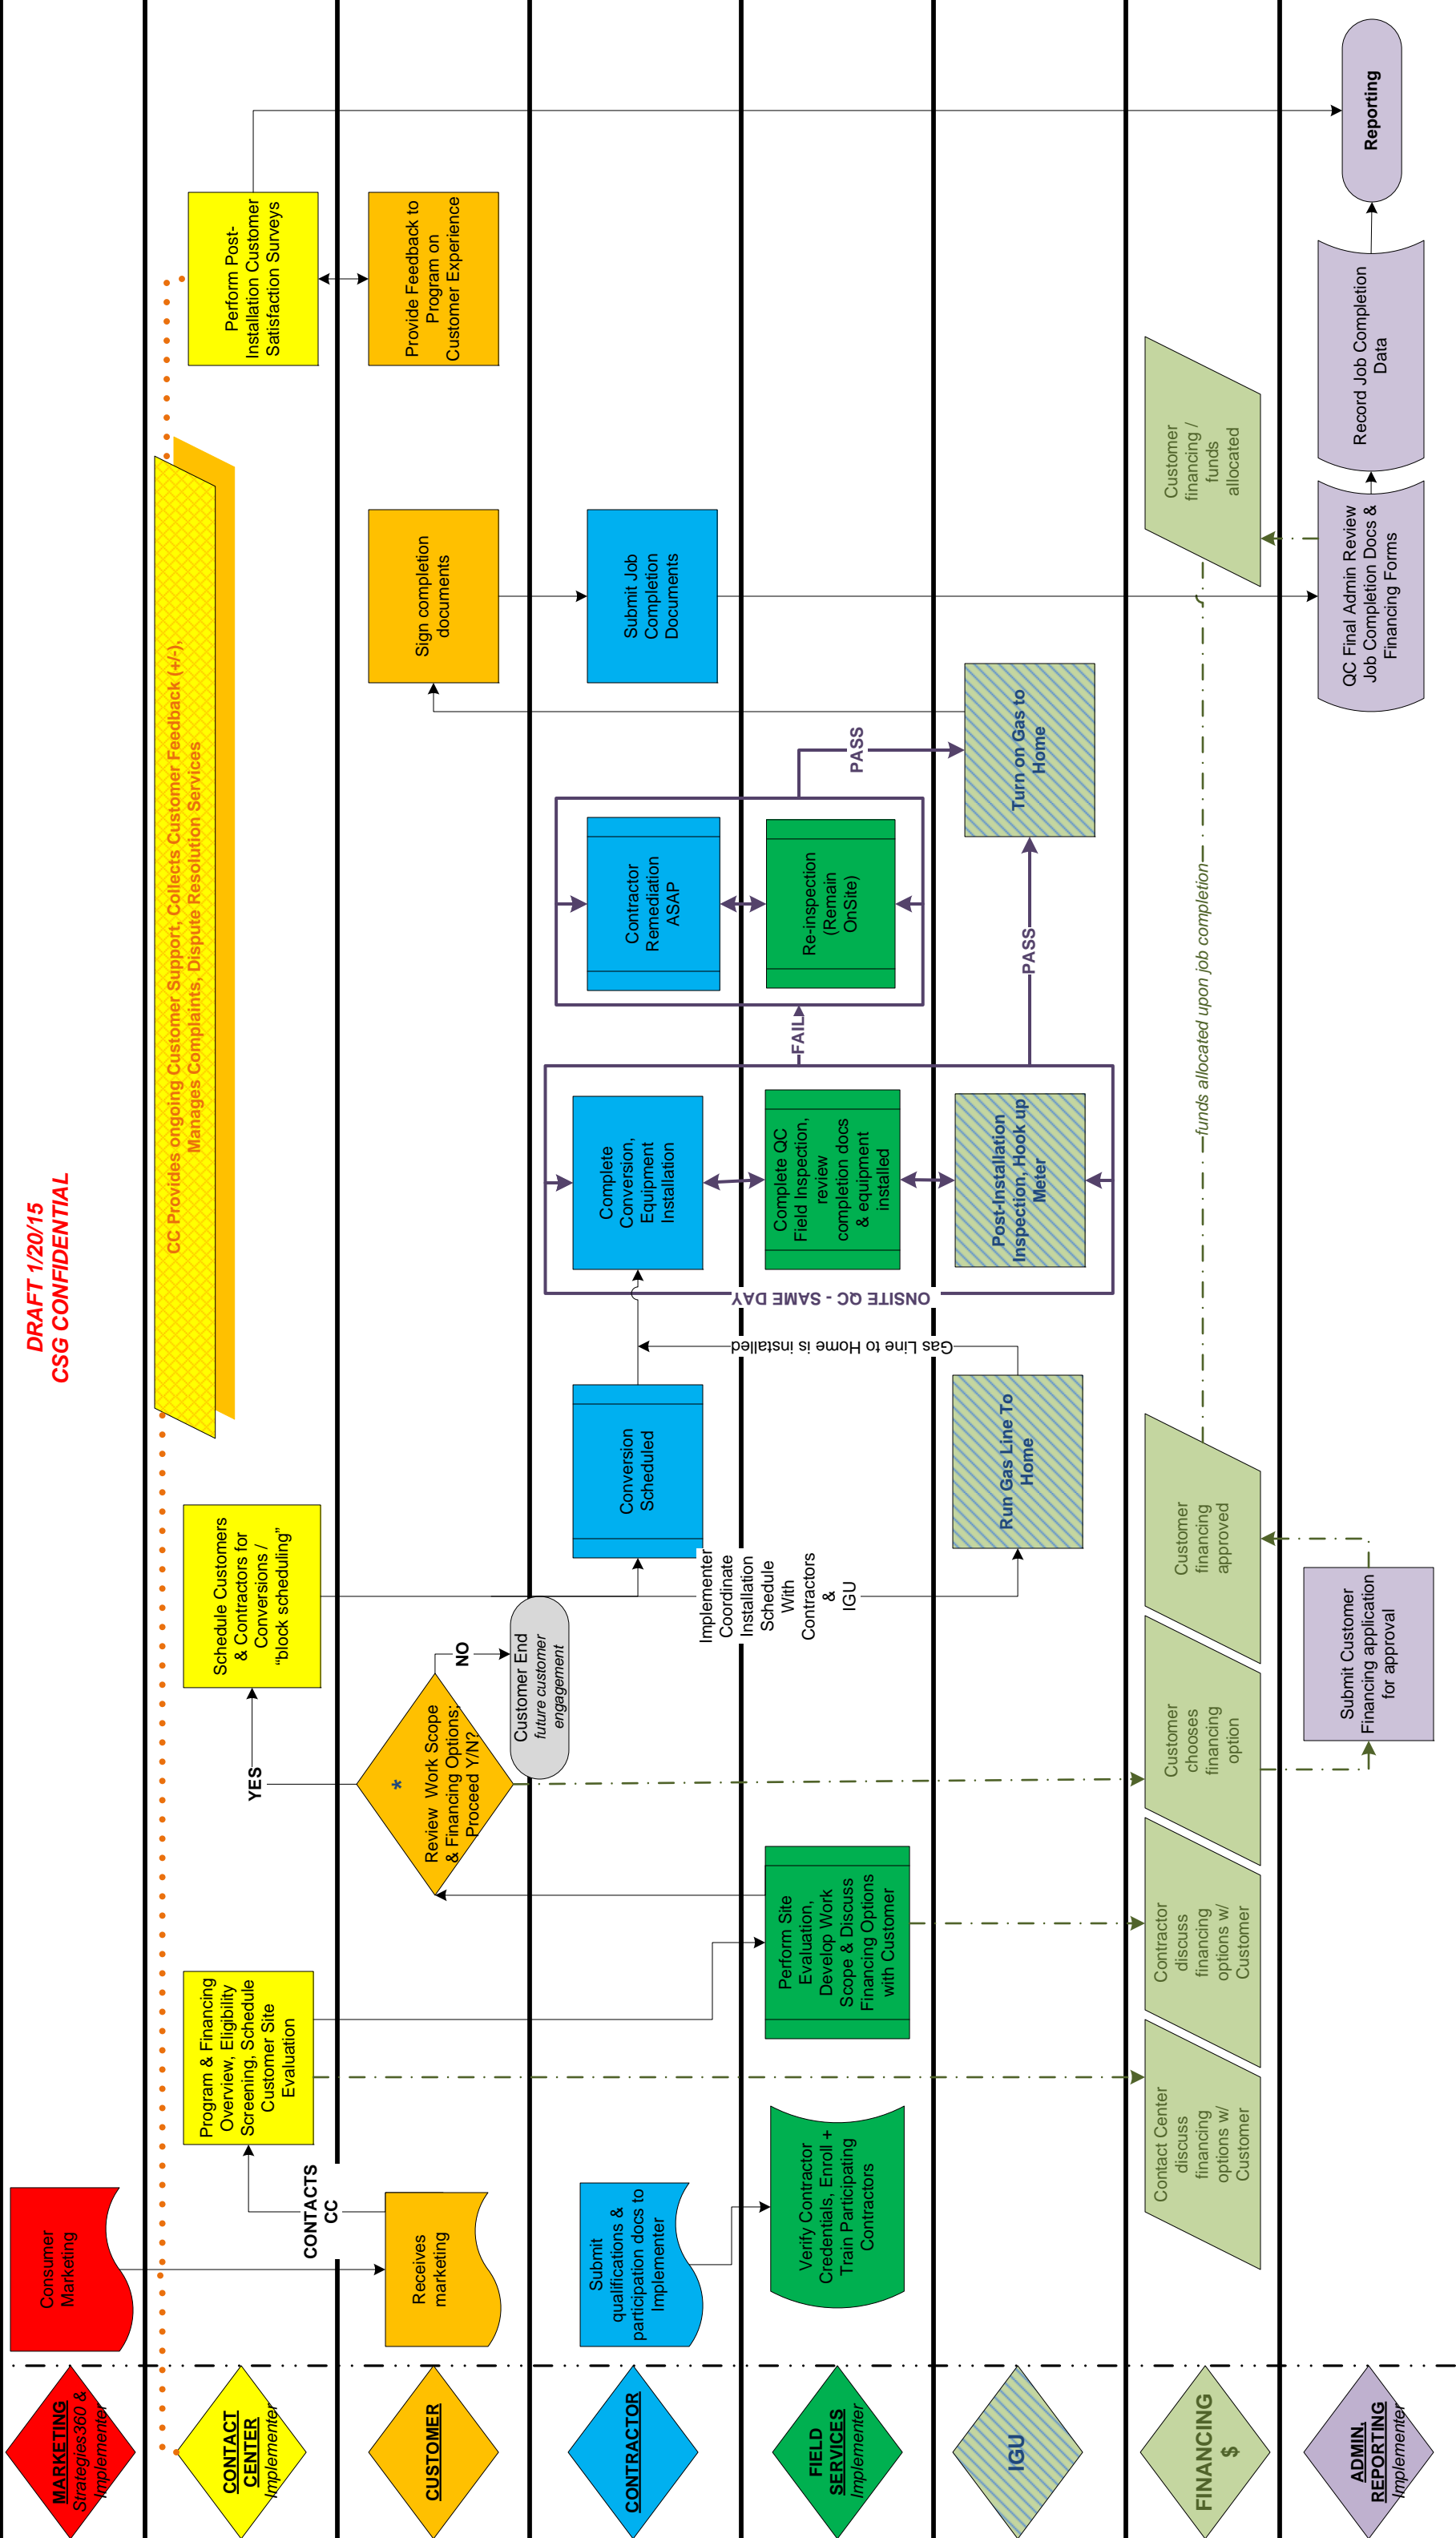 DRAFT 1/20/15
CSG CONFIDENTIAL
MARKETING
Strategies360 &
Implementer
Consumer
Marketing
CONTACT
CENTER
Implementer
CONTACTS
CC
Program & Financing
Overview, Eligibility
Screening, Schedule
Customer Site
Evaluation
YES
Schedule Customers
& Contractors for
Conversions /
“block scheduling”
CC Provides ongoing Customer Support, Collects Customer Feedback (+/-),
Manages Complaints, Dispute Resolution Services
Perform Post-
Installation Customer
Satisfaction Surveys
CUSTOMER
Receives
marketing
*
Review Work Scope
& Financing Options;
Proceed Y/N?
NO
Customer End
future customer
engagement
Sign completion
documents
Provide Feedback to
Program on
Customer Experience
CONTRACTOR
Submit
qualifications &
participation docs to
Implementer
Implementer
Coordinate
Installation
Schedule
With
Contractors
&
IGU
Conversion
Scheduled
Complete
Conversion,
Equipment
Installation
Contractor
Remediation
ASAP
Submit Job
Completion
Documents
FIELD
SERVICES
Implementer
Verify Contractor
Credentials, Enroll +
Train Participating
Contractors
Perform Site
Evaluation,
Develop Work
Scope & Discuss
Financing Options
with Customer
Gas Line to Home is installed
ONSITE QC - SAME DAY
Complete QC
Field Inspection,
review
completion docs
& equipment
installed
FAIL
Re-inspection
(Remain
OnSite)
PASS
IGU
Run Gas Line To
Home
Post-Installation
Inspection, Hook up
Meter
PASS
Turn on Gas to
Home
FINANCING
$
Contact Center
discuss
financing
options w/
Customer
Contractor
discuss
financing
options w/
Customer
Customer
chooses
financing
option
Customer
financing
approved
funds allocated upon job completion
Customer
financing /
funds
allocated
ADMIN,
REPORTING
Implementer
Submit Customer
Financing application
for approval
QC Final Admin Review
Job Completion Docs &
Financing Forms
Record Job Completion
Data
Reporting